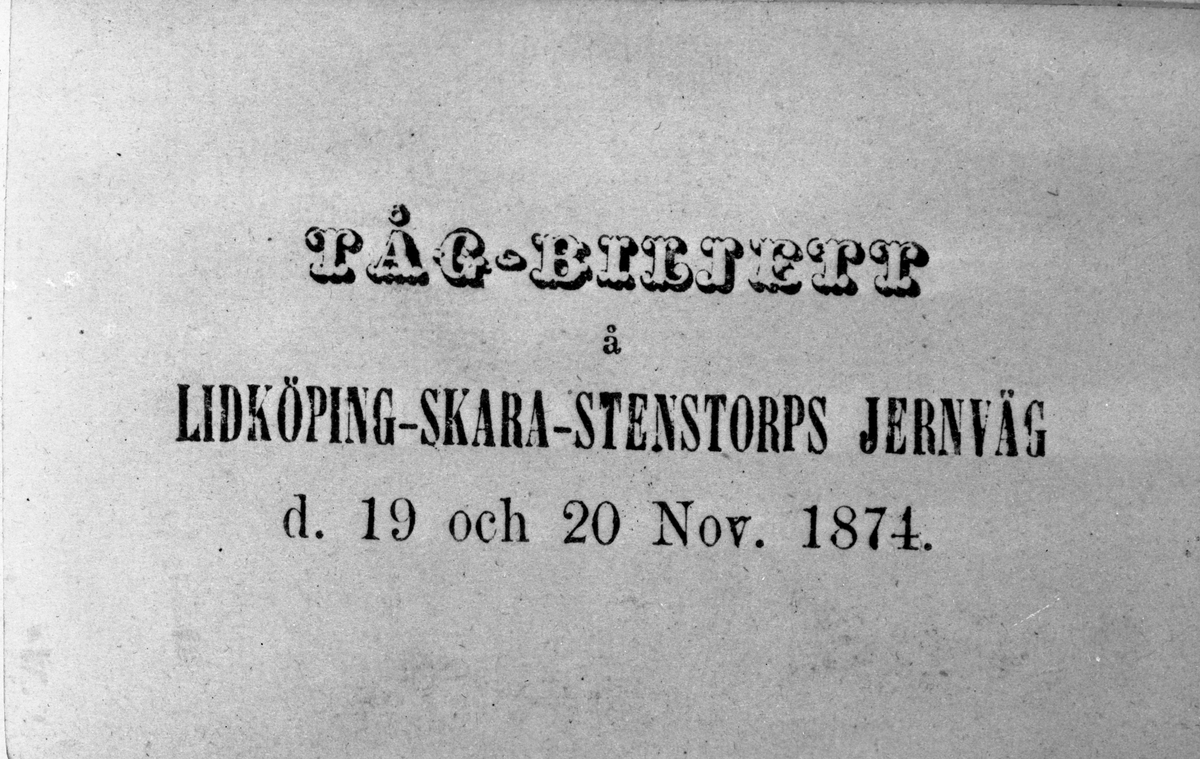 TÅG-BILJETT
å
LIDKÖPING-SKARA-STENSTORPS JERNVÄG
d. 19 och 20 Nov. 1874.